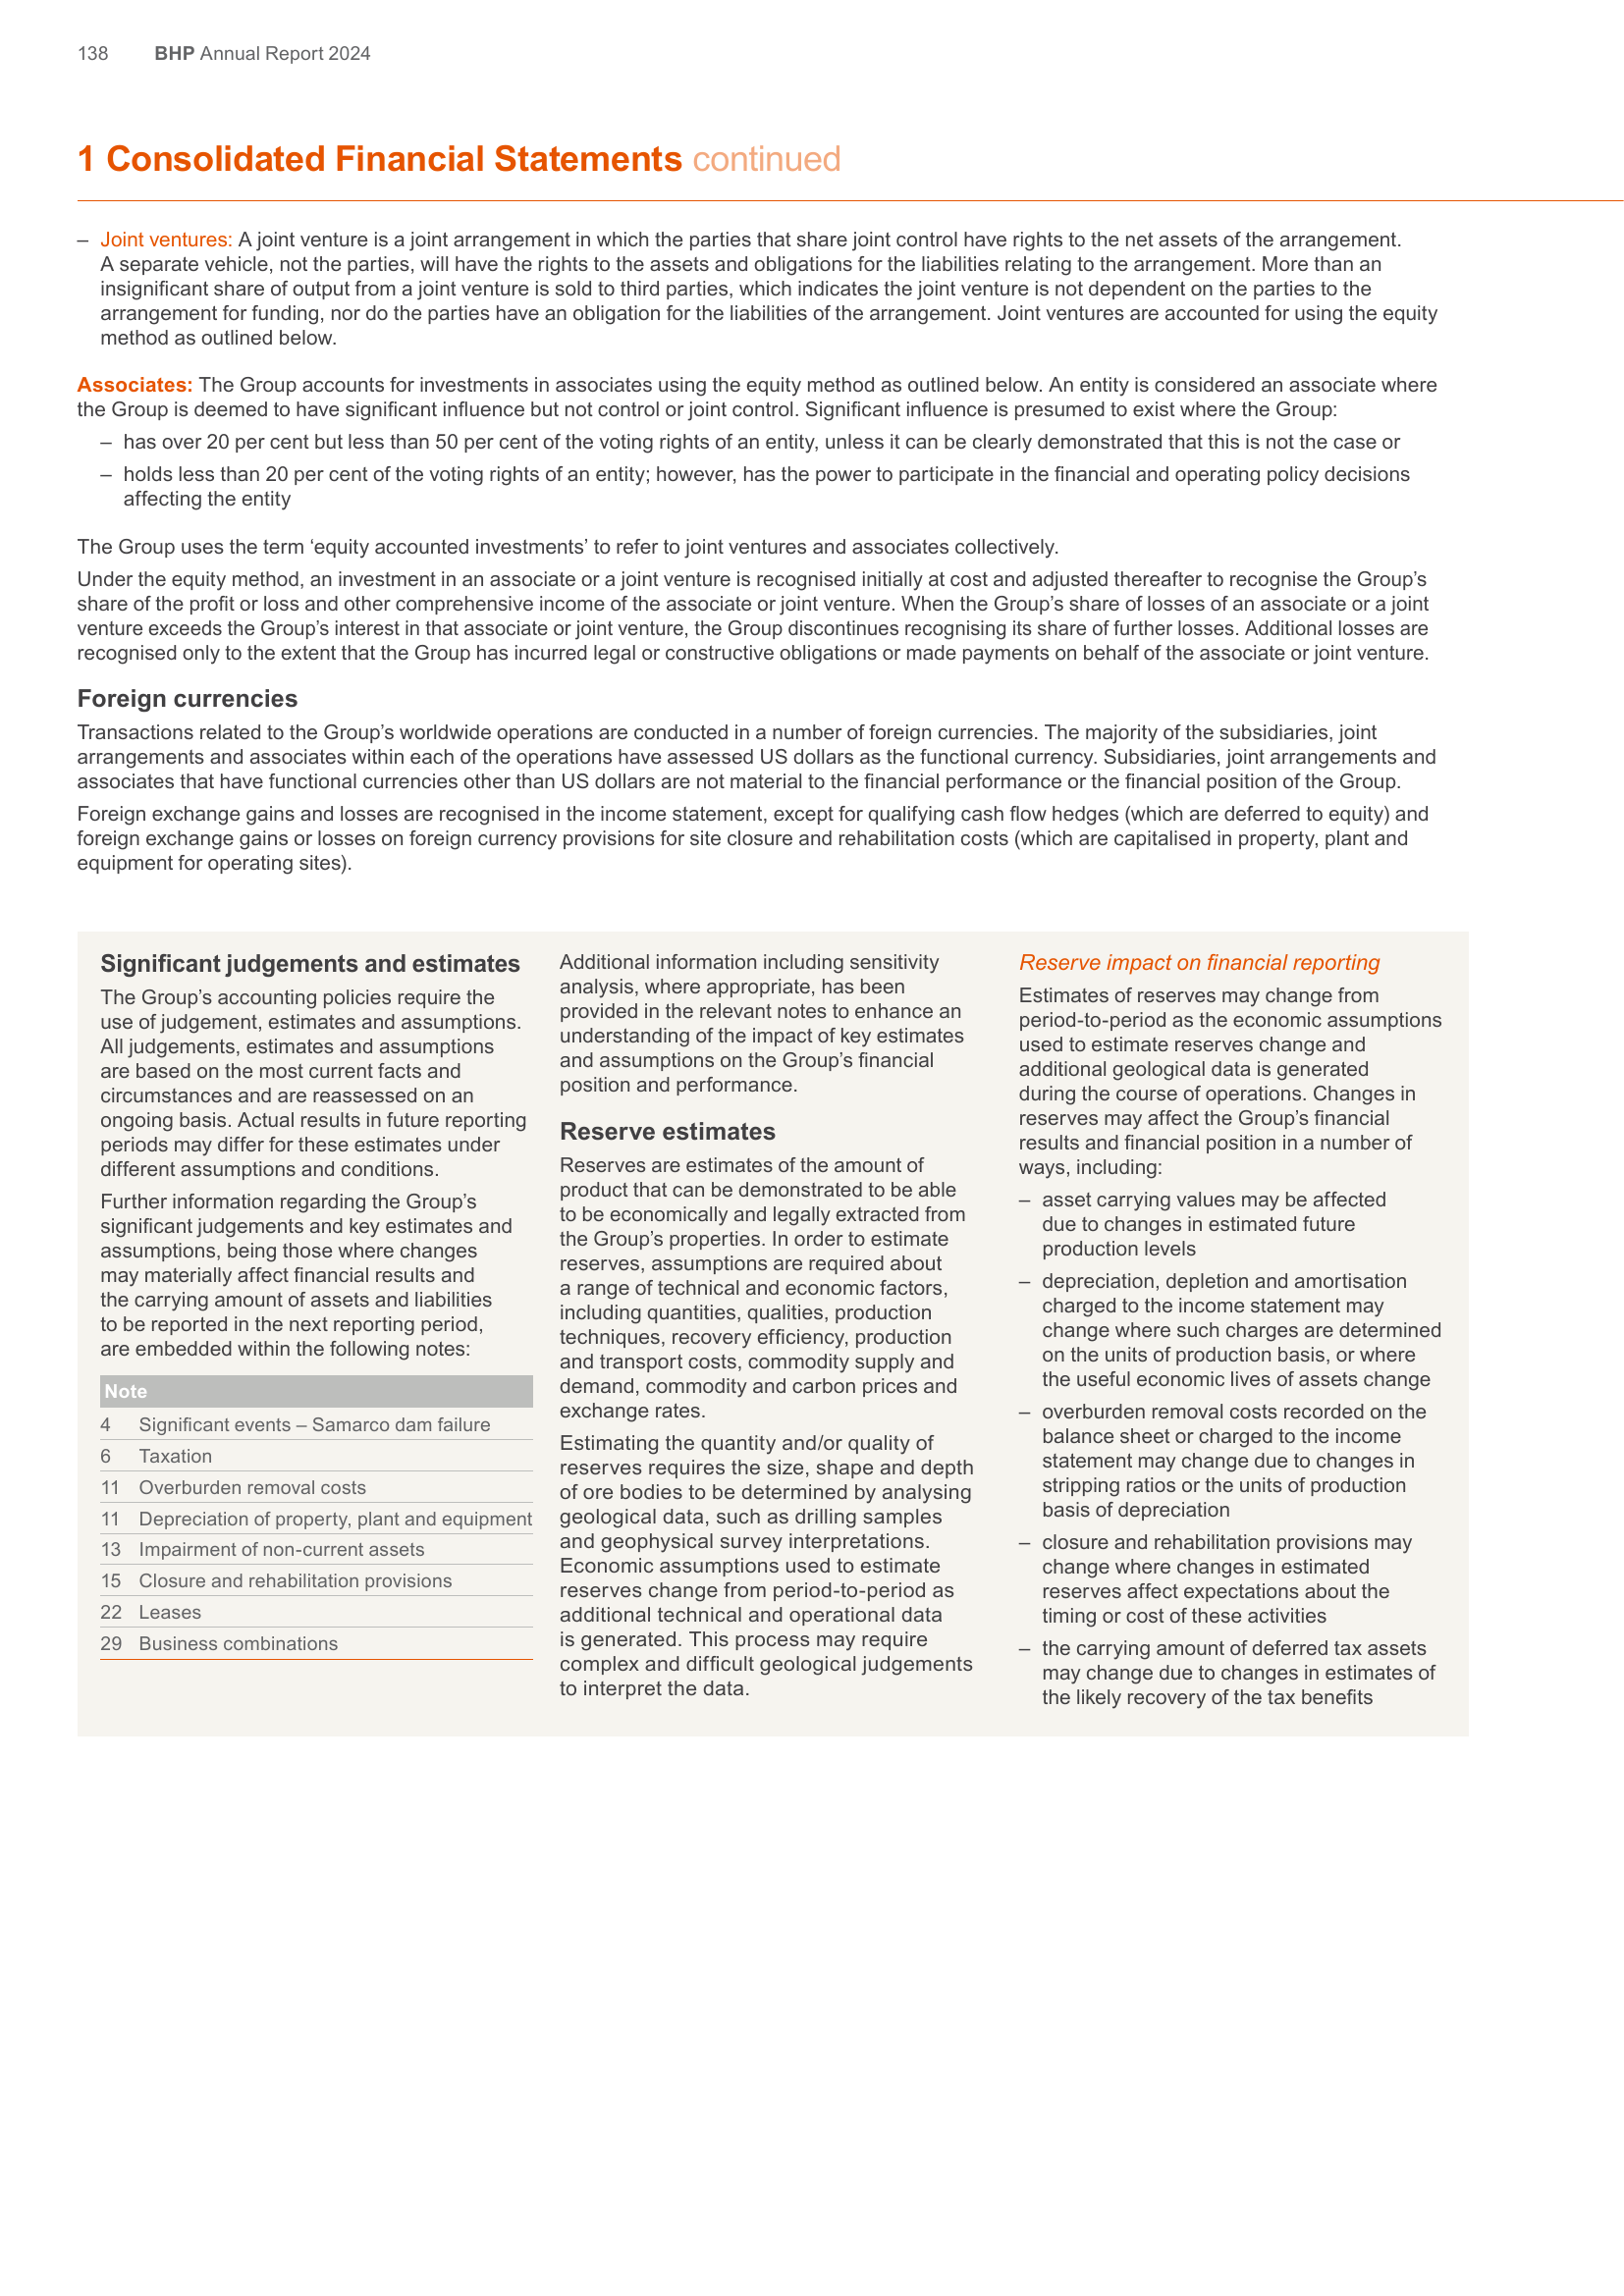 138 BHP Annual Report 2024
1 Consolidated Financial Statements continued
– Joint ventures: A joint venture is a joint arrangement in which the parties that share joint control have rights to the net assets of the arrangement.
A separate vehicle, not the parties, will have the rights to the assets and obligations for the liabilities relating to the arrangement. More than an
insignificant share of output from a joint venture is sold to third parties, which indicates the joint venture is not dependent on the parties to the
arrangement for funding, nor do the parties have an obligation for the liabilities of the arrangement. Joint ventures are accounted for using the equity
method as outlined below.
Associates: The Group accounts for investments in associates using the equity method as outlined below. An entity is considered an associate where
the Group is deemed to have significant influence but not control or joint control. Significant influence is presumed to exist where the Group:
– has over 20 per cent but less than 50 per cent of the voting rights of an entity, unless it can be clearly demonstrated that this is not the case or
– holds less than 20 per cent of the voting rights of an entity; however, has the power to participate in the financial and operating policy decisions
affecting the entity
The Group uses the term ‘equity accounted investments’ to refer to joint ventures and associates collectively.
Under the equity method, an investment in an associate or a joint venture is recognised initially at cost and adjusted thereafter to recognise the Group’s
share of the profit or loss and other comprehensive income of the associate or joint venture. When the Group’s share of losses of an associate or a joint
venture exceeds the Group’s interest in that associate or joint venture, the Group discontinues recognising its share of further losses. Additional losses are
recognised only to the extent that the Group has incurred legal or constructive obligations or made payments on behalf of the associate or joint venture.
Foreign currencies
Transactions related to the Group’s worldwide operations are conducted in a number of foreign currencies. The majority of the subsidiaries, joint
arrangements and associates within each of the operations have assessed US dollars as the functional currency. Subsidiaries, joint arrangements and
associates that have functional currencies other than US dollars are not material to the financial performance or the financial position of the Group.
Foreign exchange gains and losses are recognised in the income statement, except for qualifying cash flow hedges (which are deferred to equity) and
foreign exchange gains or losses on foreign currency provisions for site closure and rehabilitation costs (which are capitalised in property, plant and
equipment for operating sites).
Significant judgements and estimates
The Group’s accounting policies require the
use of judgement, estimates and assumptions.
All judgements, estimates and assumptions
are based on the most current facts and
circumstances and are reassessed on an
ongoing basis. Actual results in future reporting
periods may differ for these estimates under
different assumptions and conditions.
Further information regarding the Group’s
significant judgements and key estimates and
assumptions, being those where changes
may materially affect financial results and
the carrying amount of assets and liabilities
to be reported in the next reporting period,
are embedded within the following notes:
Note
4 Significant events – Samarco dam failure
6 Taxation
11 Overburden removal costs
11 Depreciation of property, plant and equipment
13 Impairment of non-current assets
15 Closure and rehabilitation provisions
22 Leases
29 Business combinations
Additional information including sensitivity
analysis, where appropriate, has been
provided in the relevant notes to enhance an
understanding of the impact of key estimates
and assumptions on the Group’s financial
position and performance.
Reserve estimates
Reserves are estimates of the amount of
product that can be demonstrated to be able
to be economically and legally extracted from
the Group’s properties. In order to estimate
reserves, assumptions are required about
a range of technical and economic factors,
including quantities, qualities, production
techniques, recovery efficiency, production
and transport costs, commodity supply and
demand, commodity and carbon prices and
exchange rates.
Estimating the quantity and/or quality of
reserves requires the size, shape and depth
of ore bodies to be determined by analysing
geological data, such as drilling samples
and geophysical survey interpretations.
Economic assumptions used to estimate
reserves change from period-to-period as
additional technical and operational data
is generated. This process may require
complex and difficult geological judgements
to interpret the data.
Reserve impact on financial reporting
Estimates of reserves may change from
period-to-period as the economic assumptions
used to estimate reserves change and
additional geological data is generated
during the course of operations. Changes in
reserves may affect the Group’s financial
results and financial position in a number of
ways, including:
– asset carrying values may be affected
due to changes in estimated future
production levels
– depreciation, depletion and amortisation
charged to the income statement may
change where such charges are determined
on the units of production basis, or where
the useful economic lives of assets change
– overburden removal costs recorded on the
balance sheet or charged to the income
statement may change due to changes in
stripping ratios or the units of production
basis of depreciation
– closure and rehabilitation provisions may
change where changes in estimated
reserves affect expectations about the
timing or cost of these activities
– the carrying amount of deferred tax assets
may change due to changes in estimates of
the likely recovery of the tax benefits